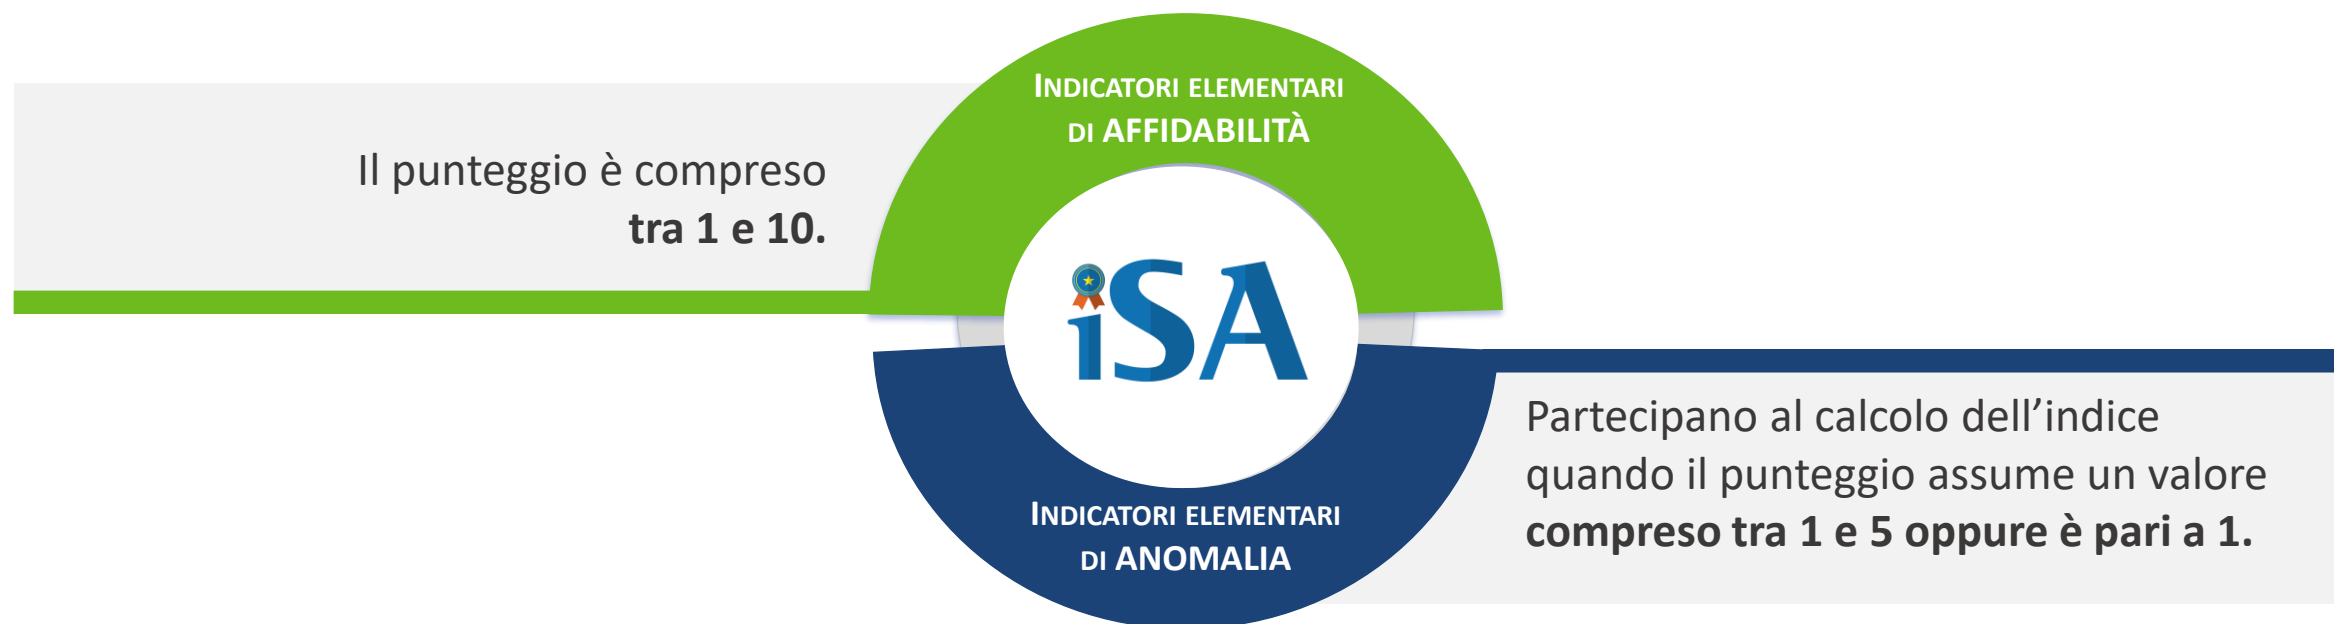 INDICATORI ELEMENTARI
DI AFFIDABILITÀ
Il punteggio è compreso
tra 1 e 10.
iSA
Partecipano al calcolo dell’indice
quando il punteggio assume un valore
compreso tra 1 e 5 oppure è pari a 1.
INDICATORI ELEMENTARI
DI ANOMALIA